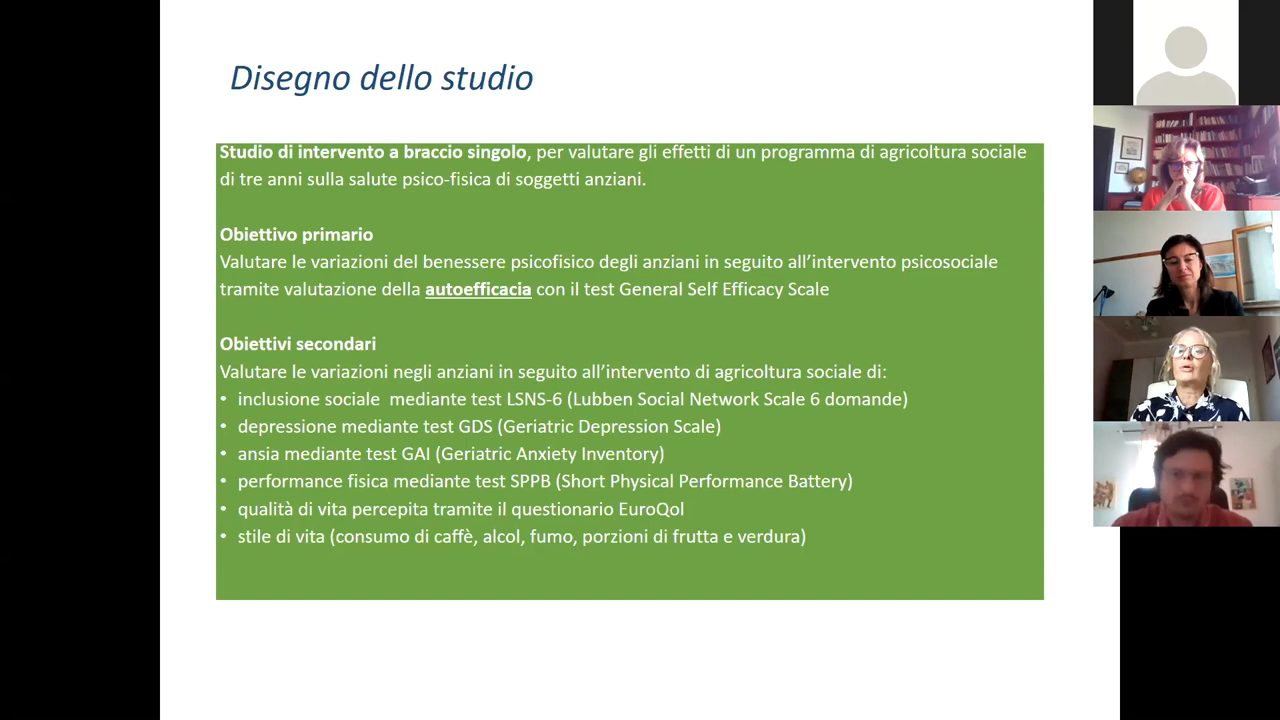 Disegno dello studio
Studio di intervento a braccio singolo, per valutare gli effetti di un programma di agricoltura sociale
di tre anni sulla salute psico-fisica di soggetti anziani.
Obiettivo primario
Valutare le variazioni del benessere psicofisico degli anziani in seguito all'intervento psicosociale
tramite valutazione della autoefficacia con il test General Self Efficacy Scale
Obiettivi secondari
Valutare le variazioni negli anziani in seguito all'intervento di agricoltura sociale di:
• inclusione sociale  mediante test LSNS-6 (Lubben Social Network Scale 6 domande)
• depressione mediante test GDS (Geriatric Depression Scale)
• ansia mediante test GAI (Geriatric Anxiety Inventory)
• performance fisica mediante test SPPB (Short Physical Performance Battery)
• qualità di vita percepita tramite il questionario EuroQol
• stile di vita (consumo di caffè, alcol, fumo, porzioni di frutta e verdura)